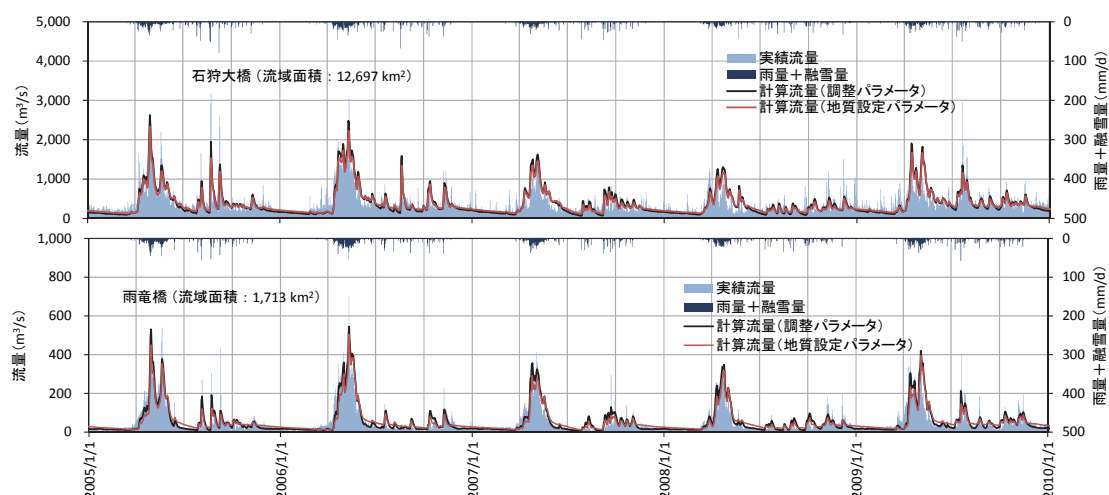 5,000
4,000
3,000
2,000
1,000
0
流量(m³/s)
石狩大橋（流域面積：12,697 km²）
実績流量
雨量＋融雪量
計算流量(調整パラメータ)
計算流量(地質設定パラメータ)
0
100
200
300
400
500
雨量＋融雪量(mm/d)
1,000
800
600
400
200
0
流量(m³/s)
雨竜橋（流域面積：1,713 km²）
実績流量
雨量＋融雪量
計算流量(調整パラメータ)
計算流量(地質設定パラメータ)
0
100
200
300
400
500
雨量＋融雪量(mm/d)
2005/1/1
2006/1/1
2007/1/1
2008/1/1
2009/1/1
2010/1/1